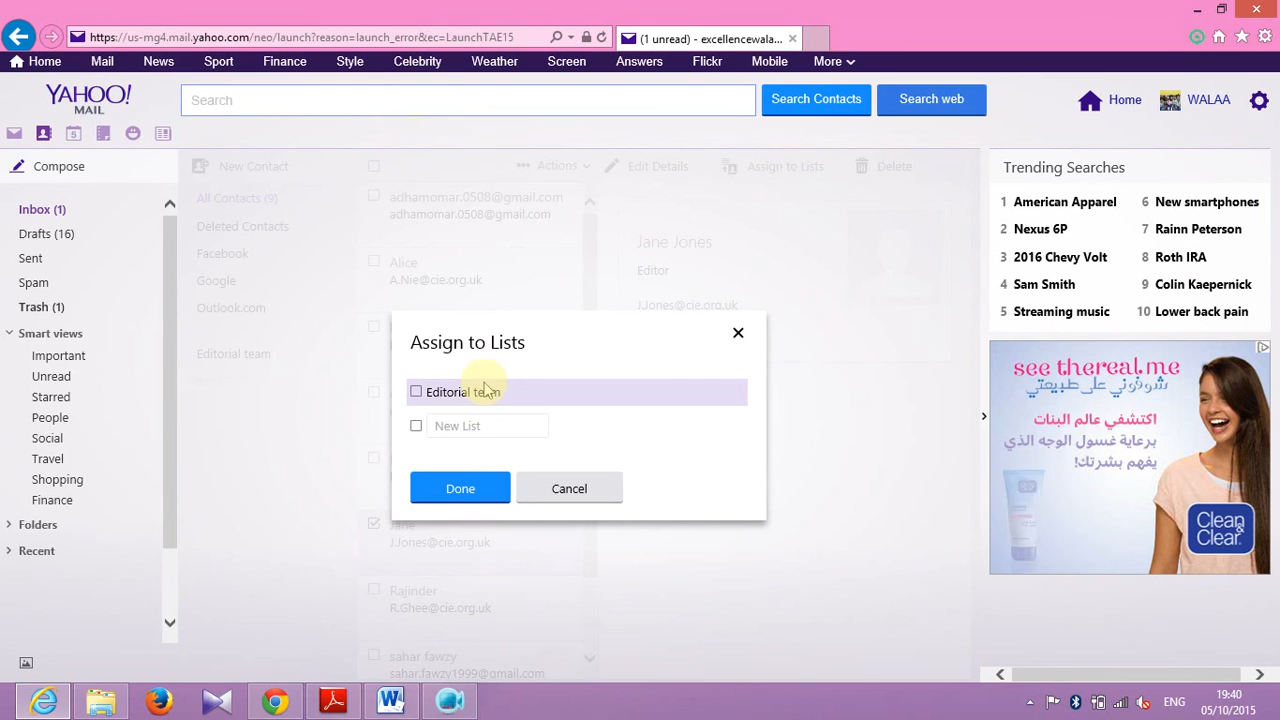 https://us-mg4.mail.yahoo.com/neo/launch?reason=launch_error&ec=LaunchTAE15
(1 unread) - excellencewala...
Home Mail News Sport Finance Style Celebrity Weather Screen Answers Flickr Mobile More
YAHOO!
MAIL
Search
Search Contacts
Search web
Home
WALAA
5
Compose
Inbox (1)
Drafts (16)
Sent
Spam
Trash (1)
Smart views
Important
Unread
Starred
People
Social
Travel
Shopping
Finance
Folders
Recent
New Contact
All Contacts (9)
Deleted Contacts
Facebook
Google
Outlook.com
Editorial team
Actions
Edit Details
Assign to Lists
Delete
adhamomar.0508@gmail.com
adhamomar.0508@gmail.com
Alice
A.Nie@cie.org.uk
Jane
J.Jones@cie.org.uk
Rajinder
R.Ghee@cie.org.uk
sahar fawzy
sahar.fawzy1999@gmail.com
Jane Jones
Editor
J.Jones@cie.org.uk
Assign to Lists
Editorial team
New List
Done
Cancel
Trending Searches
1 American Apparel
2 Nexus 6P
3 2016 Chevy Volt
4 Sam Smith
5 Streaming music
6 New smartphones
7 Rainn Peterson
8 Roth IRA
9 Colin Kaepernick
10 Lower back pain
see thereal.me
شوفوني على طبيعتي
اكتشفي عالم البنات
برعاية غسول الوجه الذي
يفهم بشرتك!
Clean&
Clear
ENG
19:40
05/10/2015